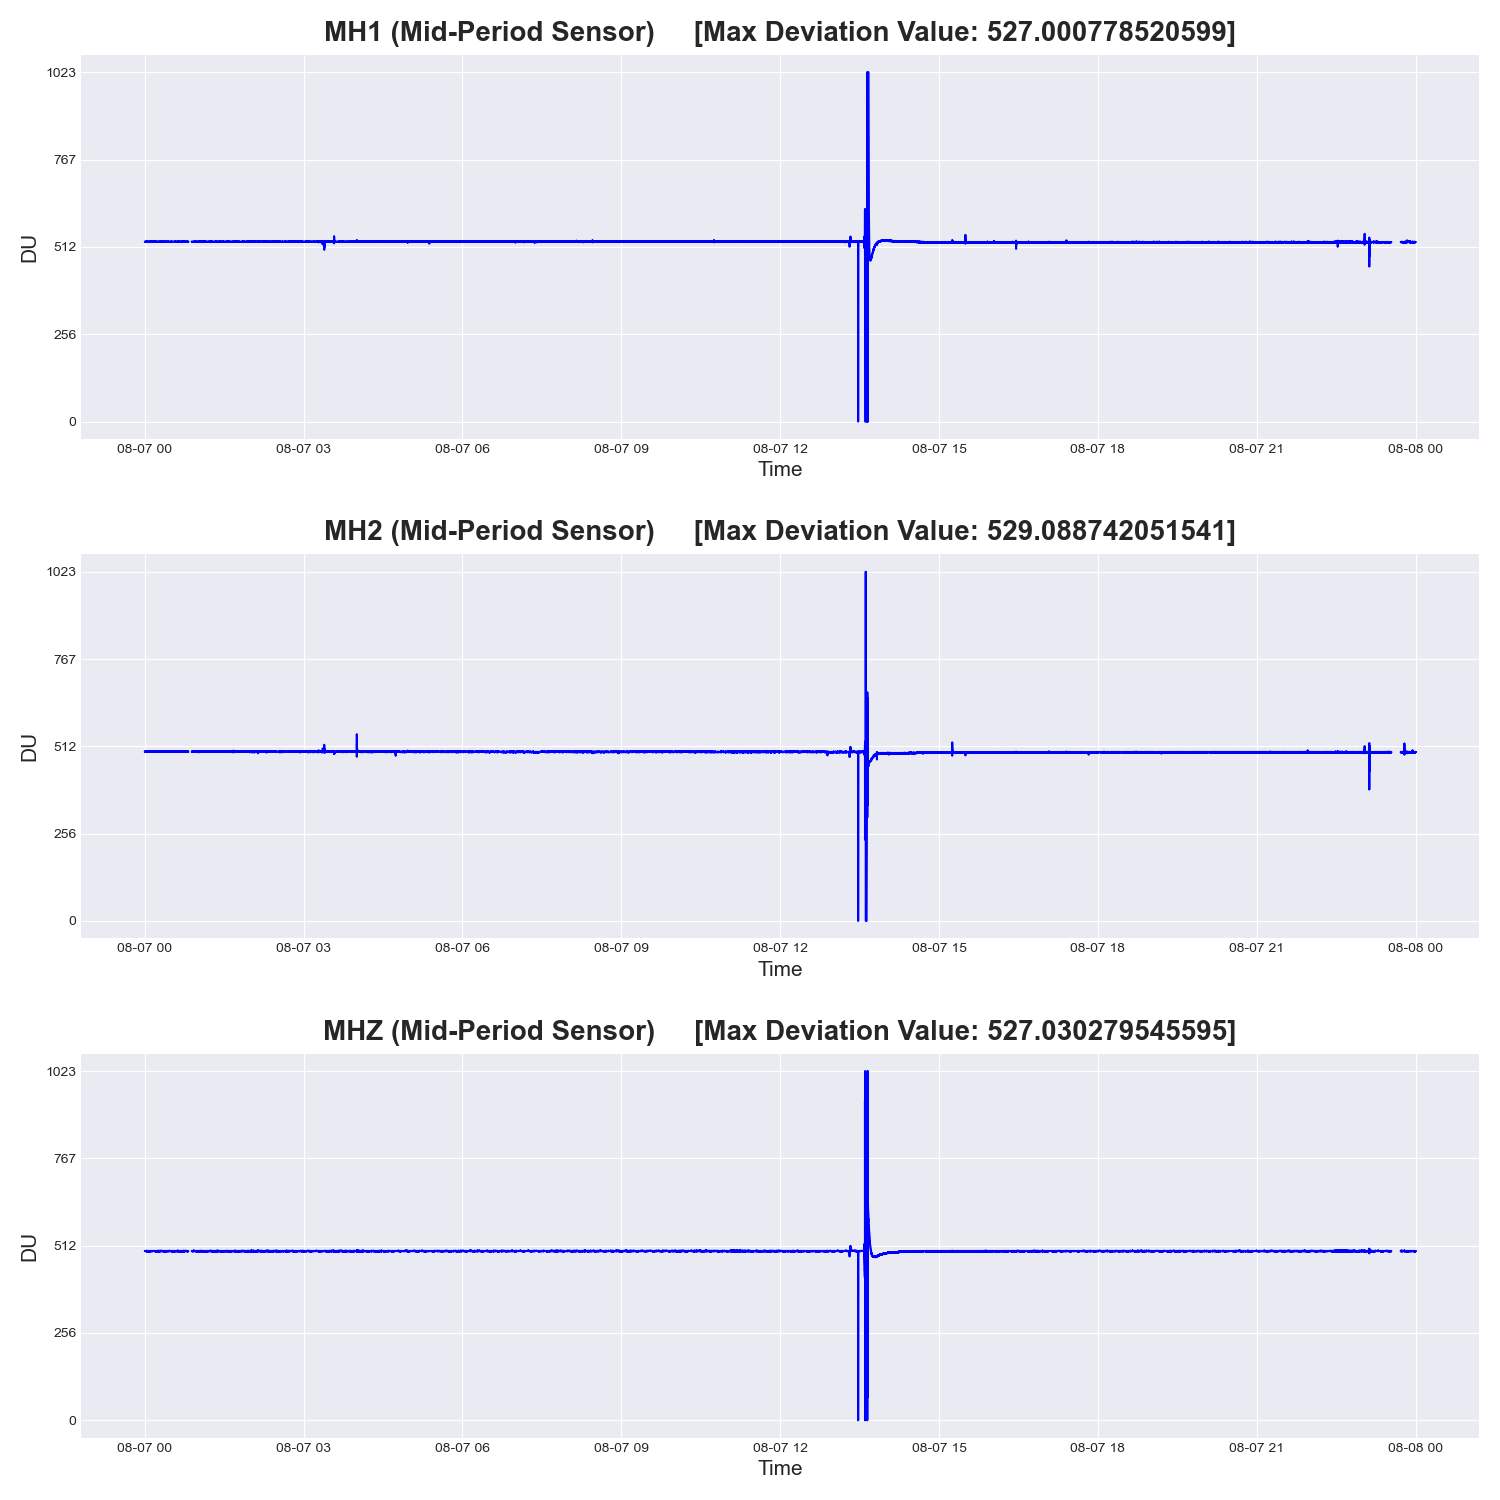 MH1 (Mid-Period Sensor) [Max Deviation Value: 527.000778520599]
1023
767
512
256
0
DU
08-07 00 08-07 03 08-07 06 08-07 09 08-07 12 08-07 15 08-07 18 08-07 21 08-08 00
Time
MH2 (Mid-Period Sensor) [Max Deviation Value: 529.088742051541]
1023
767
512
256
0
DU
08-07 00 08-07 03 08-07 06 08-07 09 08-07 12 08-07 15 08-07 18 08-07 21 08-08 00
Time
MHZ (Mid-Period Sensor) [Max Deviation Value: 527.030279545595]
1023
767
512
256
0
DU
08-07 00 08-07 03 08-07 06 08-07 09 08-07 12 08-07 15 08-07 18 08-07 21 08-08 00
Time